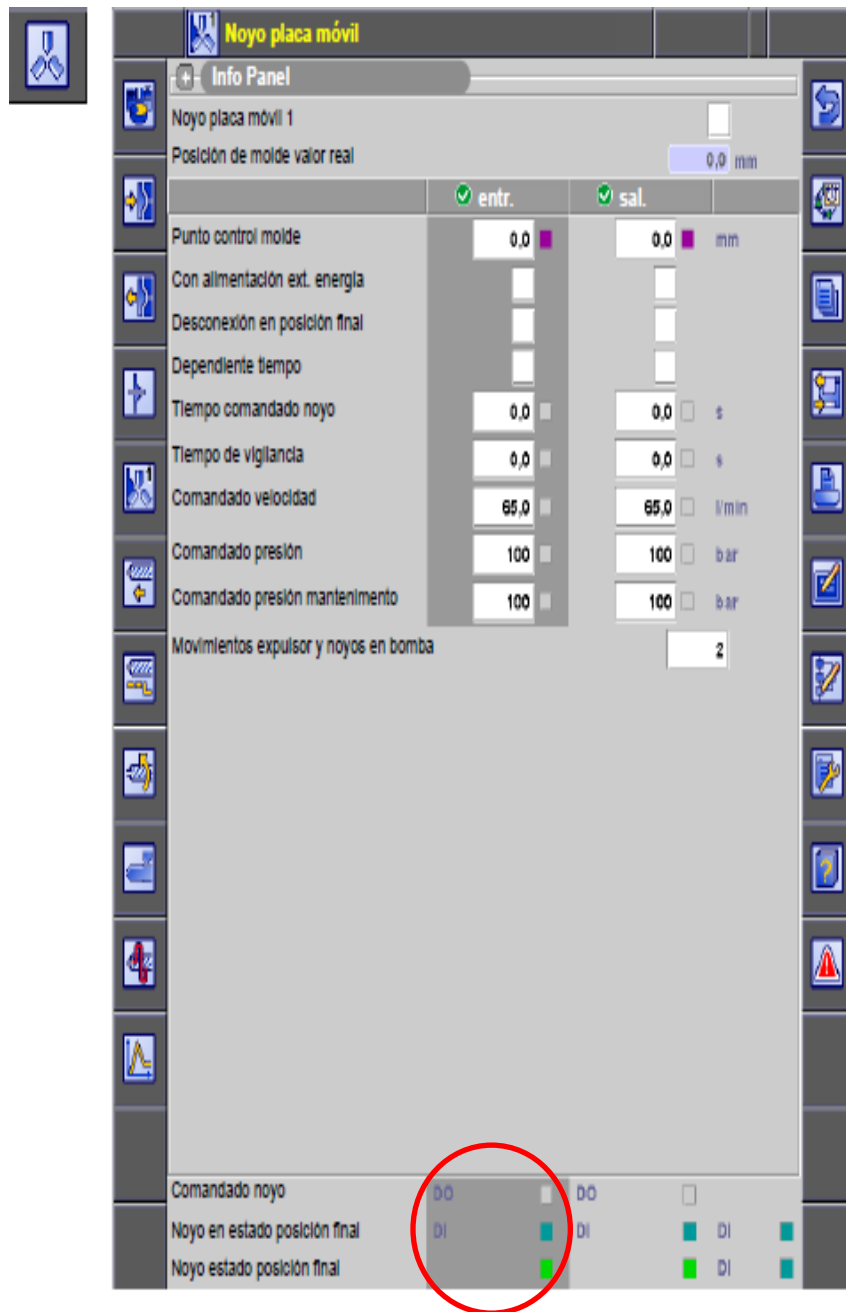 1 Noyo placa móvil
+ Info Panel
Noyo placa móvil 1
Posición de molde valor real 0,0 mm
entr. sal.
Punto control molde 0,0 0,0 mm
Con alimentación ext. energía
Desconexión en posición final
Dependiente tiempo
Tiempo comandado noyo 0,0 0,0 s
Tiempo de vigilancia 0,0 0,0 s
Comandado velocidad 65,0 65,0 l/min
1
Comandado presión 100 100 bar
Comandado presión mantenimento 100 100 bar
Movimientos expulsor y noyos en bomba 2
?
Comandado noyo DO DO
Noyo en estado posición final DI DI DI
Noyo estado posición final DI